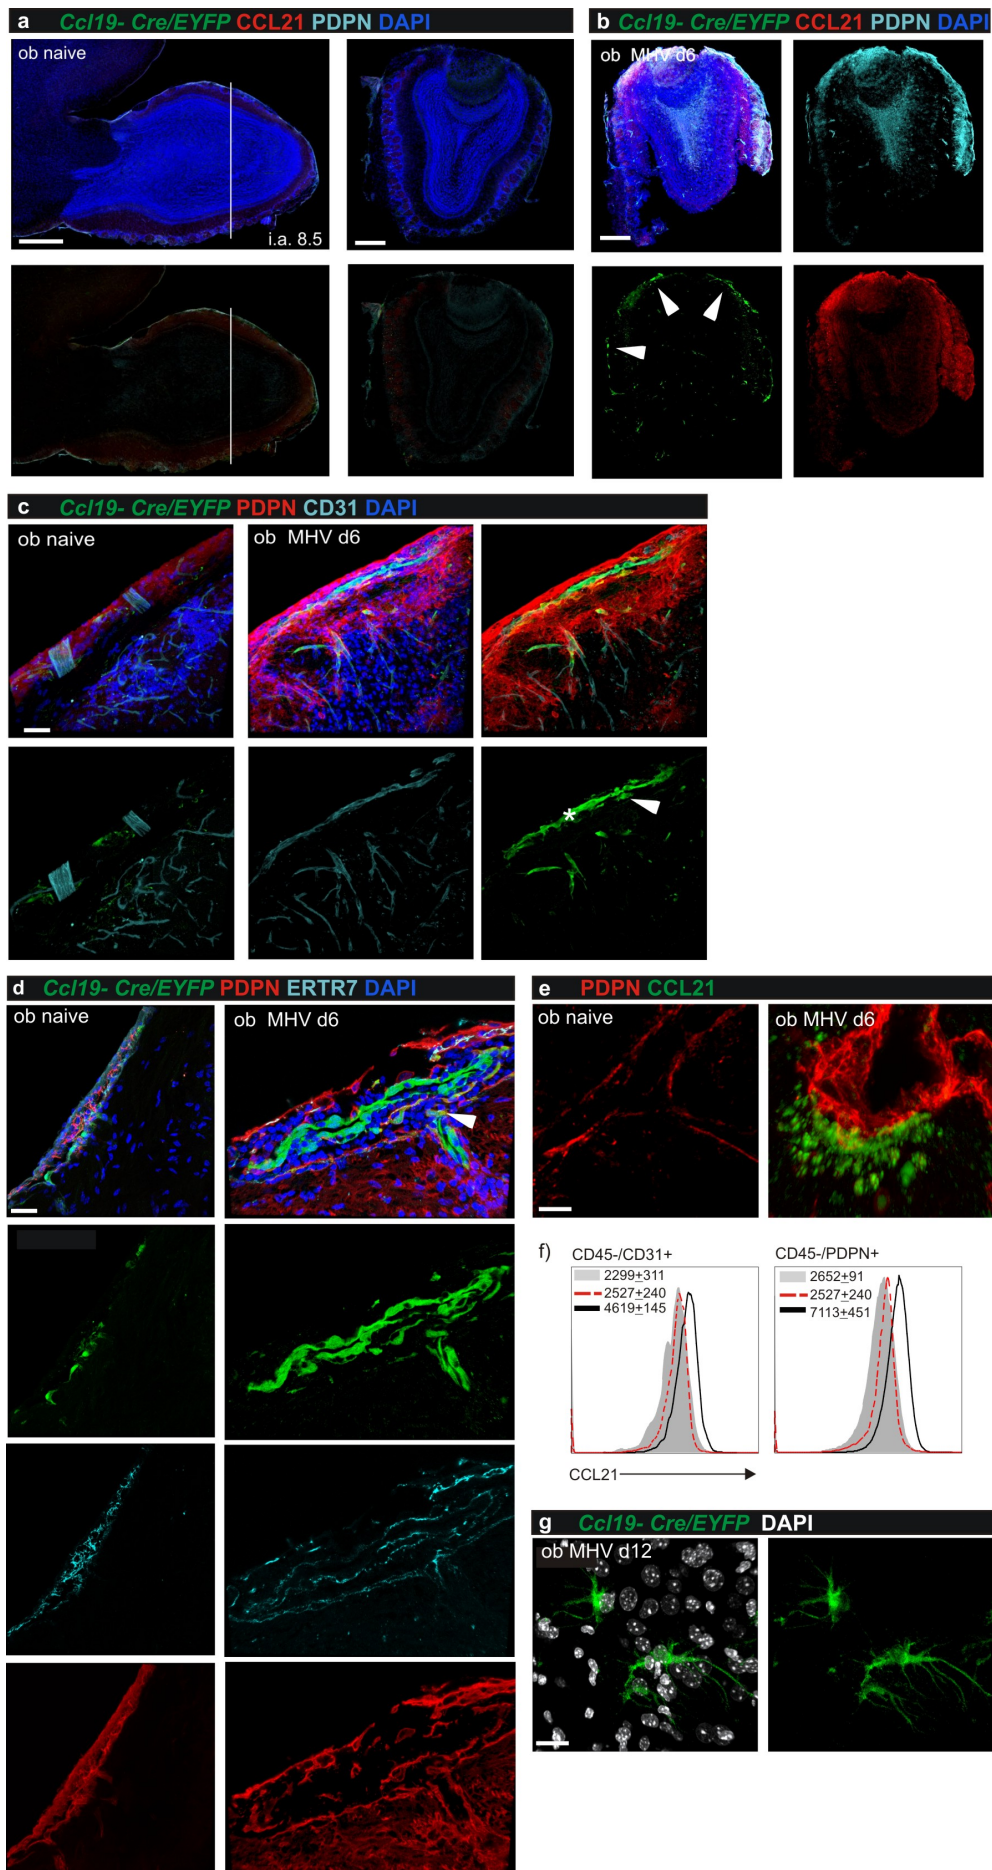 a Ccl19- Cre/EYFP CCL21 PDPN DAPI
ob naive
i.a. 8.5
b Ccl19- Cre/EYFP CCL21 PDPN DAPI
ob MHV d6
c Ccl19- Cre/EYFP PDPN CD31 DAPI
ob naive
ob MHV d6
*
d Ccl19- Cre/EYFP PDPN ERTR7 DAPI
ob naive
ob MHV d6
e PDPN CCL21
ob naive
ob MHV d6
f)
CD45-/CD31+
2299±311
2527±240
4619±145
CD45-/PDPN+
2652±91
2527±240
7113±451
CCL21
g Ccl19- Cre/EYFP DAPI
ob MHV d12